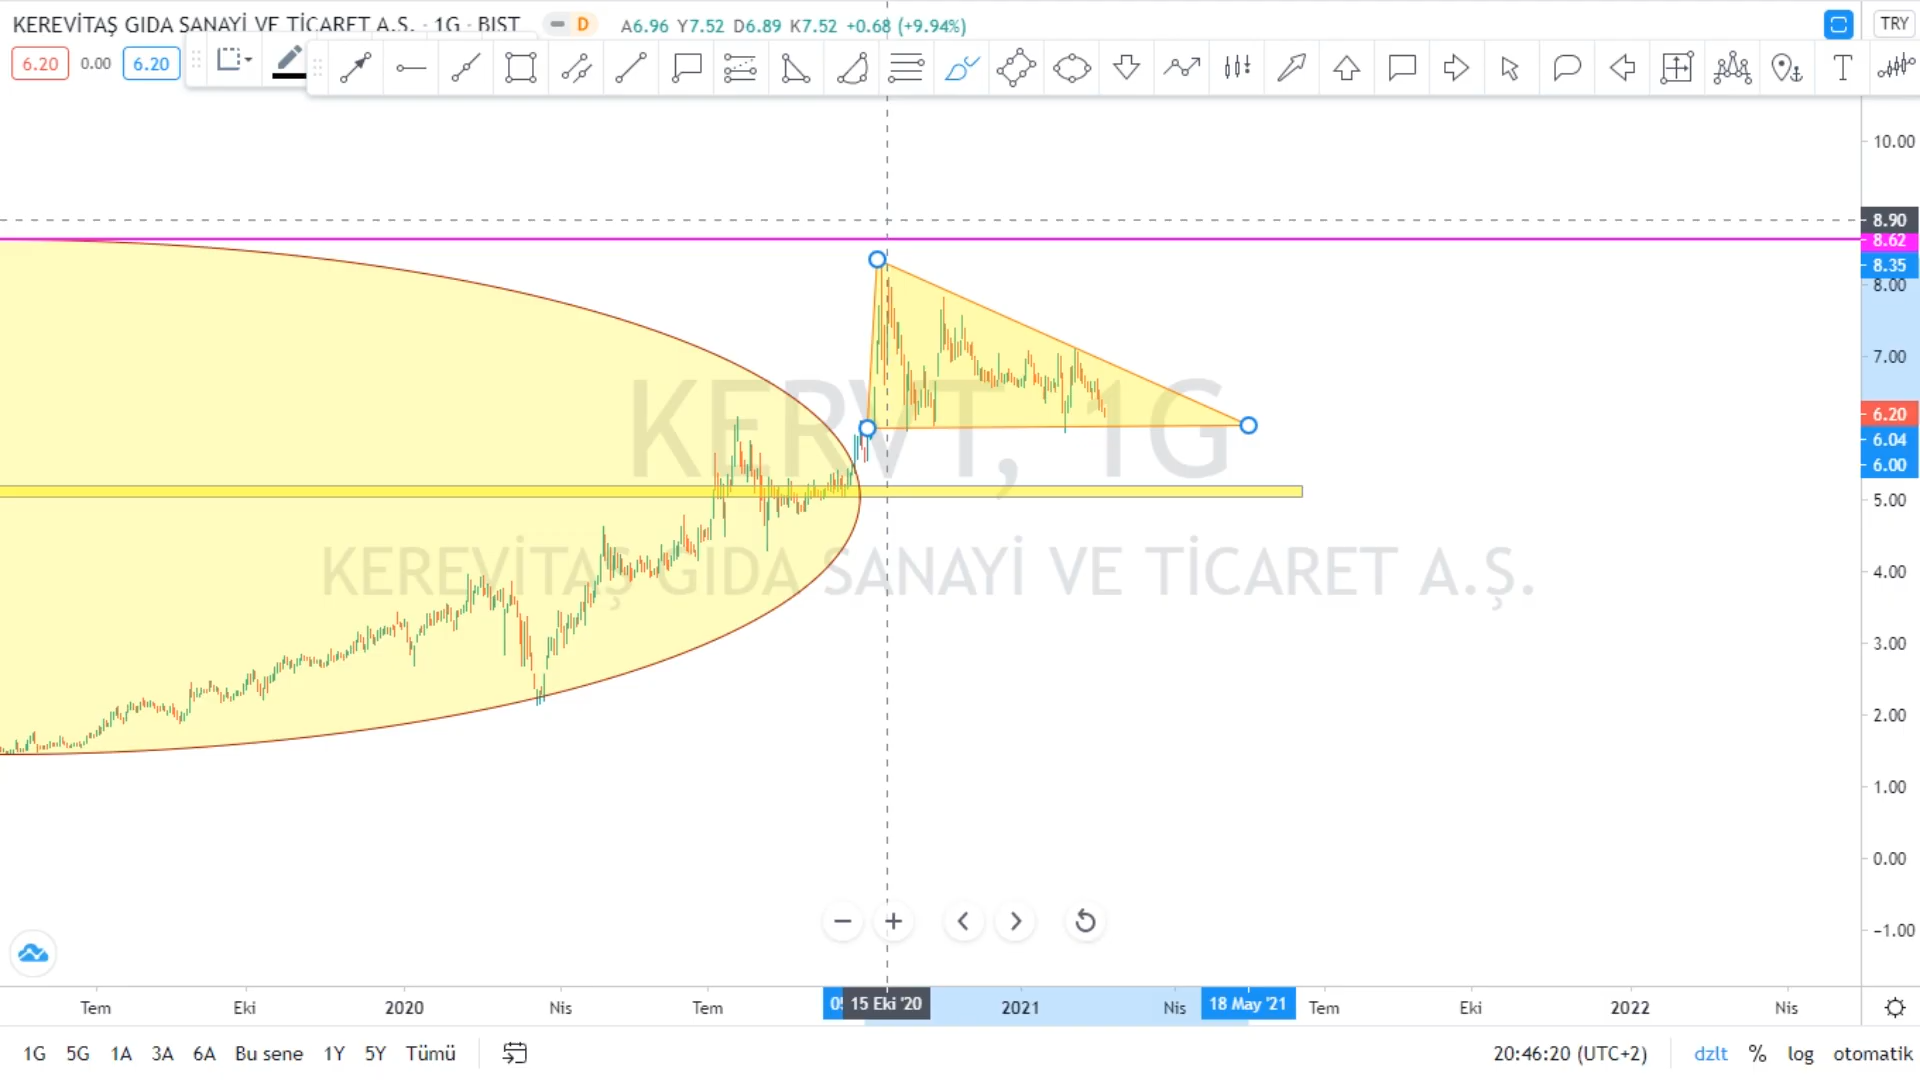 KEREVİTAŞ GIDA SANAYİ VE TİCARET A.Ş. · 1G · BIST D A6.96 Y7.52 D6.89 K7.52 +0.68 (+9.94%) TRY
6.20 0.00 6.20 T
10.00
8.90
8.62
8.35
8.00
7.00
6.20
6.04
6.00
5.00
4.00
3.00
2.00
1.00
0.00
-1.00
KERVT, 1G
KEREVİTAŞ GIDA SANAYİ VE TİCARET A.Ş.
Tem Eki 2020 Nis Tem 15 Eki '20 2021 Nis 18 May '21 Tem Eki 2022 Nis
1G 5G 1A 3A 6A Bu sene 1Y 5Y Tümü 20:46:20 (UTC+2) dzlt % log otomatik